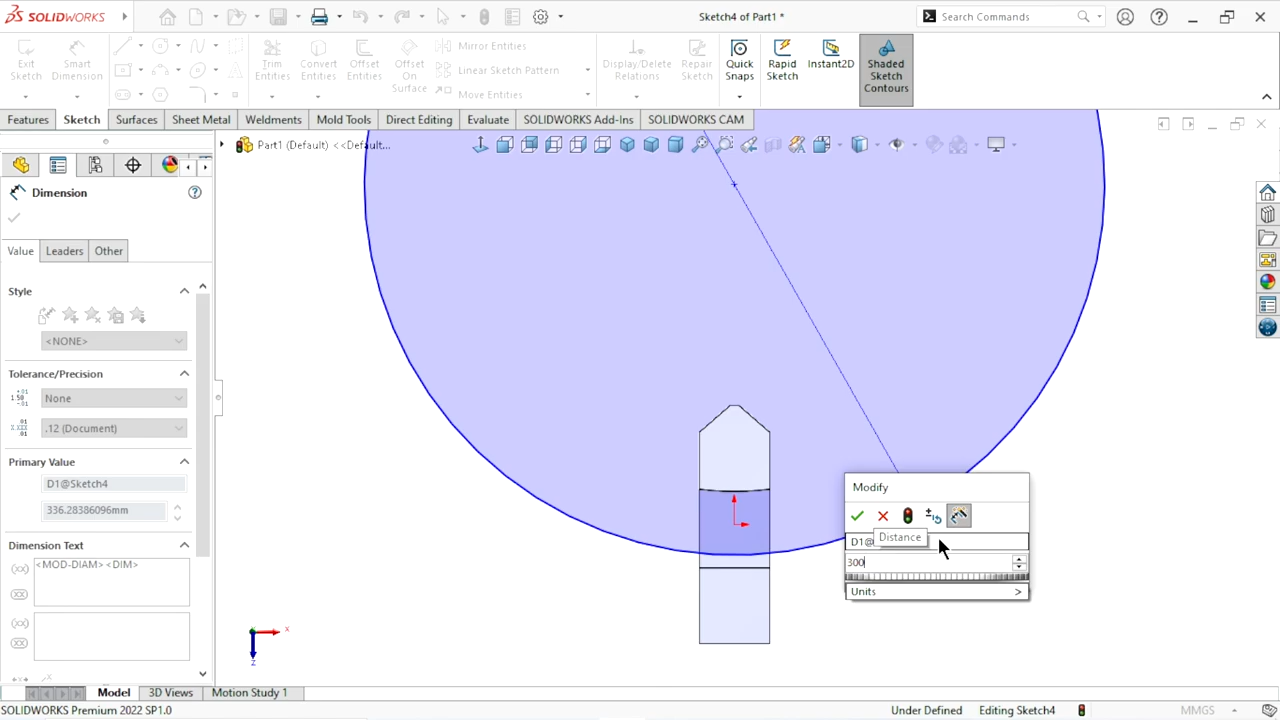 SOLIDWORKS
Sketch4 of Part1 *
Search Commands
Exit Sketch
Smart Dimension
Trim Entities
Convert Entities
Offset Entities
Offset On Surface
Mirror Entities
Linear Sketch Pattern
Move Entities
Display/Delete Relations
Repair Sketch
Quick Snaps
Rapid Sketch
Instant2D
Shaded Sketch Contours
Features
Sketch
Surfaces
Sheet Metal
Weldments
Mold Tools
Direct Editing
Evaluate
SOLIDWORKS Add-Ins
SOLIDWORKS CAM
Part1 (Default) <<Default...
Dimension
Value
Leaders
Other
Style
<NONE>
Tolerance/Precision
None
.12 (Document)
Primary Value
D1@Sketch4
336.28386096mm
Dimension Text
<MOD-DIAM><DIM>
Modify
Distance
D1@
300
Units >
x
z
Model
3D Views
Motion Study 1
SOLIDWORKS Premium 2022 SP1.0
Under Defined
Editing Sketch4
MMGS